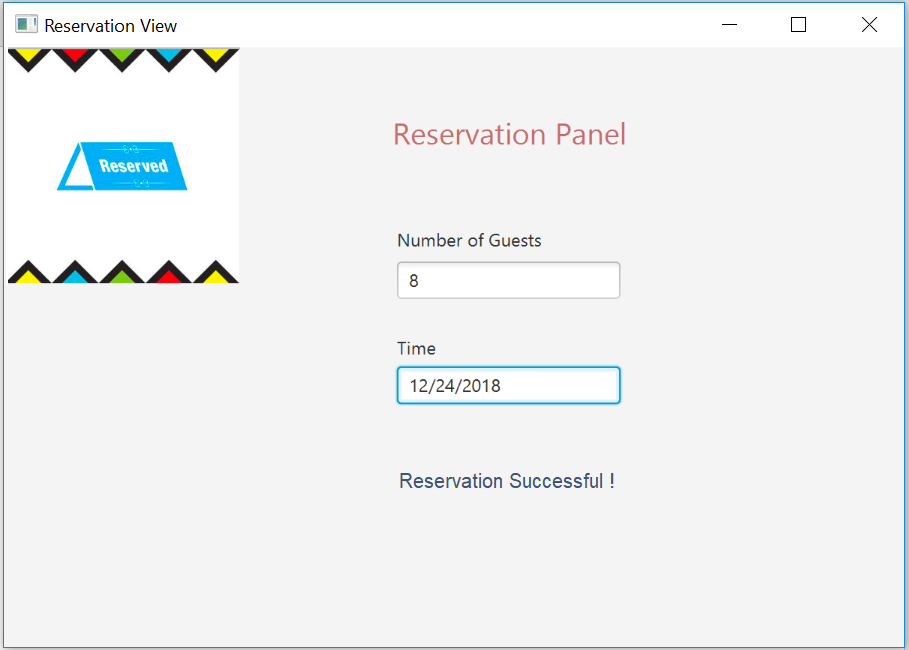 Reservation View
Reserved
Reservation Panel
Number of Guests
8
Time
12/24/2018
Reservation Successful !